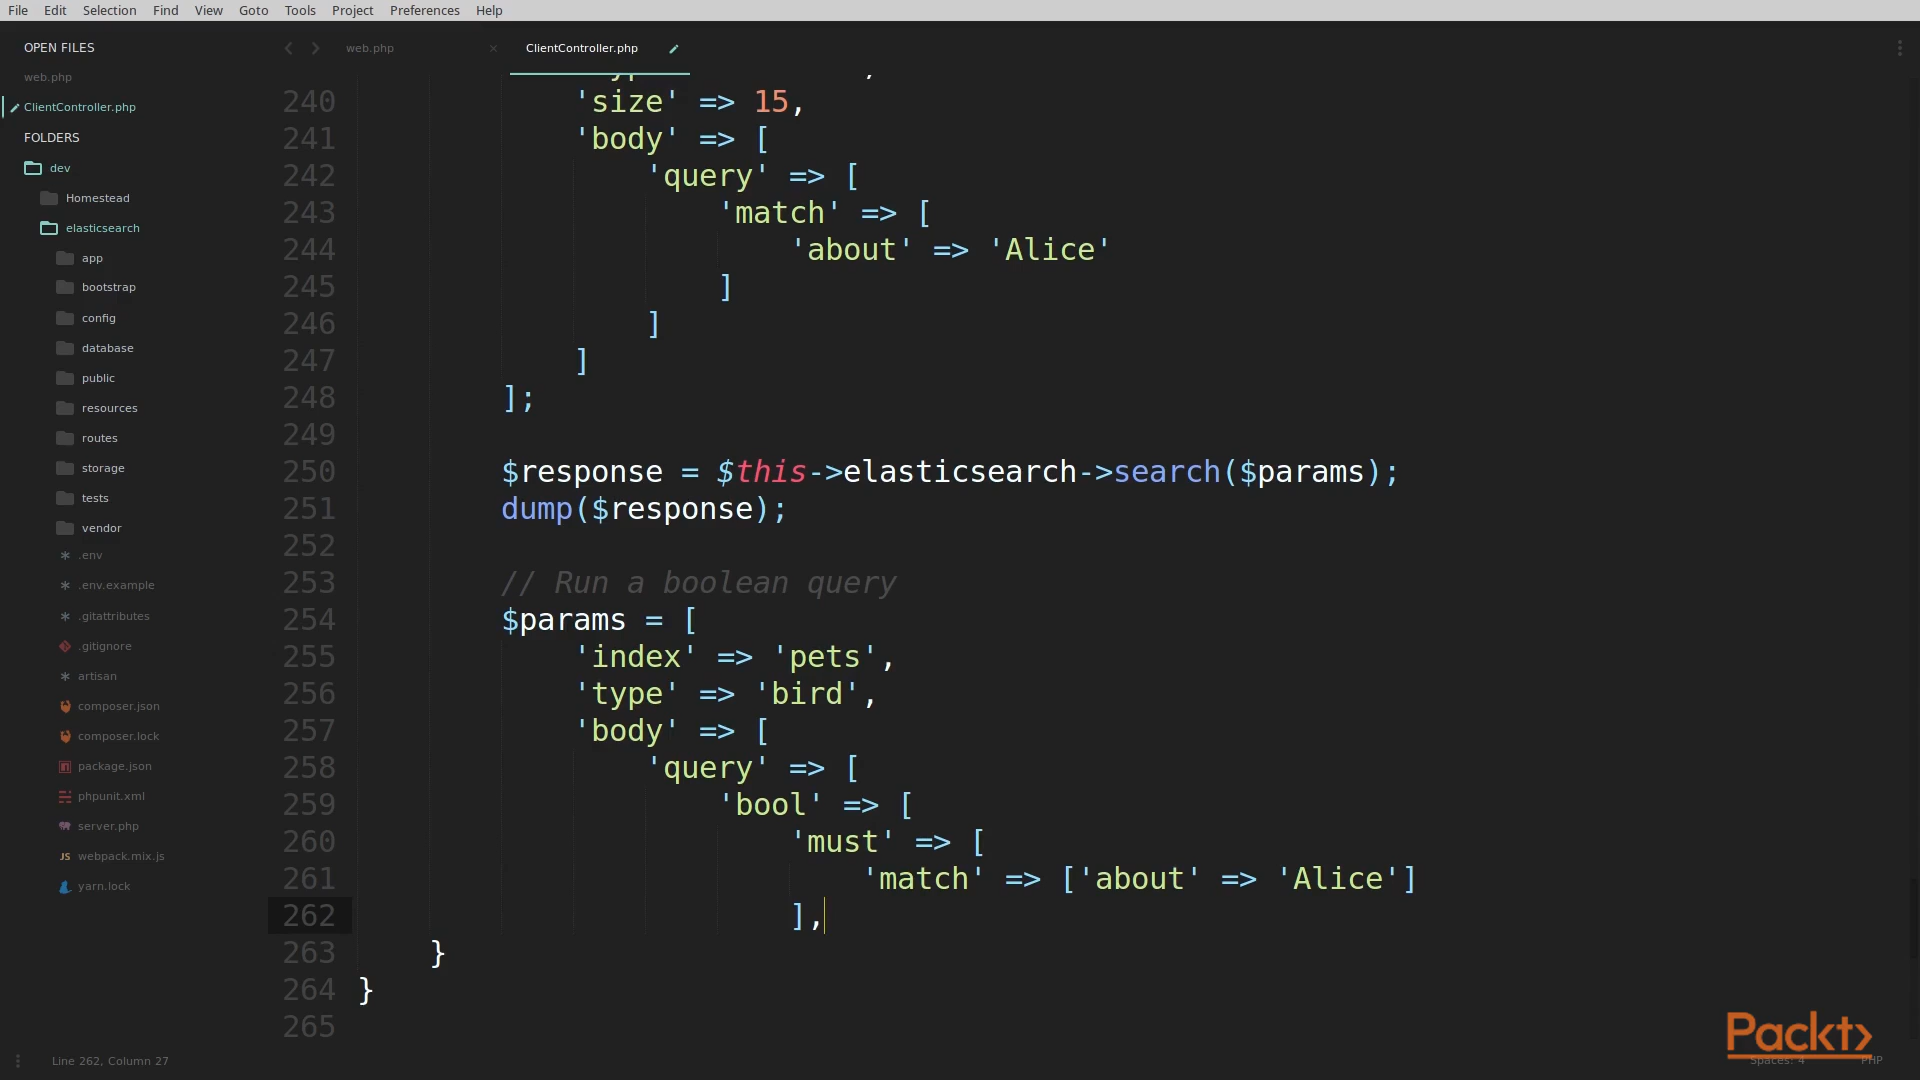 File Edit Selection Find View Goto Tools Project Preferences Help
OPEN FILES
web.php
ClientController.php
FOLDERS
dev
Homestead
elasticsearch
app
bootstrap
config
database
public
resources
routes
storage
tests
vendor
.env
.env.example
.gitattributes
.gitignore
artisan
composer.json
composer.lock
package.json
phpunit.xml
server.php
JS webpack.mix.js
yarn.lock
web.php × ClientController.php
240 'size' => 15,
241 'body' => [
242 'query' => [
243 'match' => [
244 'about' => 'Alice'
245 ]
246 ]
247 ]
248 ];
249
250 $response = $this->elasticsearch->search($params);
251 dump($response);
252
253 // Run a boolean query
254 $params = [
255 'index' => 'pets',
256 'type' => 'bird',
257 'body' => [
258 'query' => [
259 'bool' => [
260 'must' => [
261 'match' => ['about' => 'Alice']
262 ],
263 }
264 }
265
Packt>
Line 262, Column 27 Spaces: 4 PHP